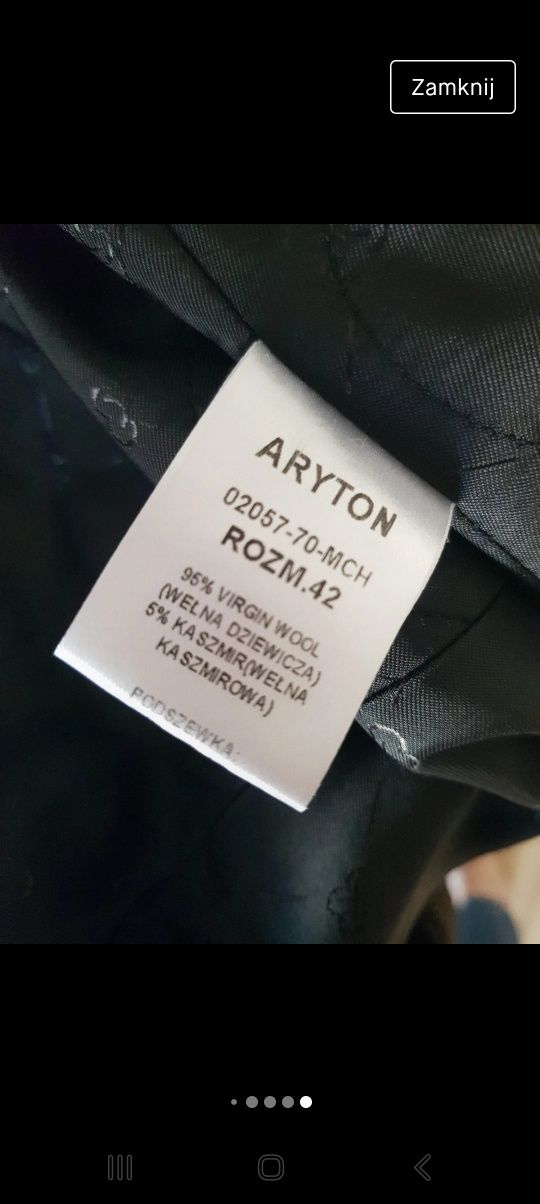 Zamknij
ARYTON
02057-70-MCH
ROZM.42
95% VIRGIN WOOL
(WEŁNA DZIEWICZA)
5% KASZMIR(WEŁNA
KASZMIROWA)
PODSZEWKA: